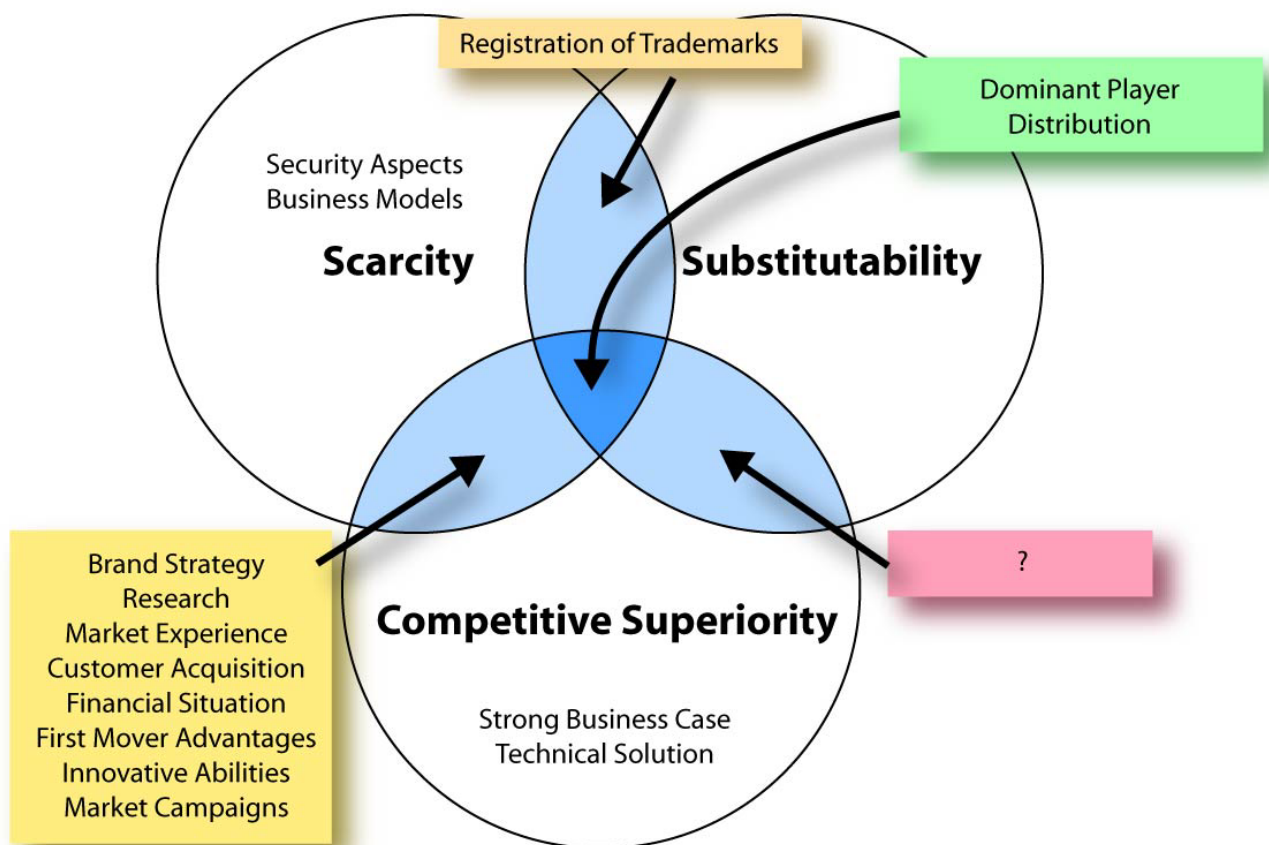 Registration of Trademarks
Dominant Player
Distribution
Security Aspects
Business Models
Scarcity
Substitutability
Brand Strategy
Research
Market Experience
Customer Acquisition
Financial Situation
First Mover Advantages
Innovative Abilities
Market Campaigns
?
Competitive Superiority
Strong Business Case
Technical Solution